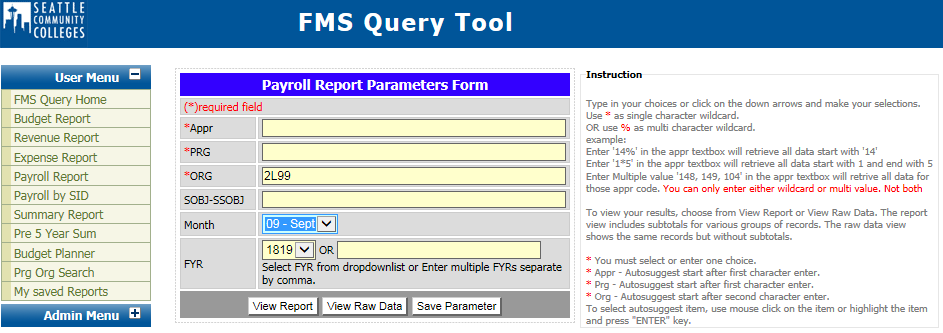 SEATTLE
COMMUNITY
COLLEGES
FMS Query Tool
User Menu
FMS Query Home
Budget Report
Revenue Report
Expense Report
Payroll Report
Payroll by SID
Summary Report
Pre 5 Year Sum
Budget Planner
Prg Org Search
My saved Reports
Admin Menu
Payroll Report Parameters Form
(*)required field
*Appr
*PRG
*ORG 2L99
SOBJ-SSOBJ
Month 09 - Sept
FYR 1819 OR
Select FYR from dropdownlist or Enter multiple FYRs separate
by comma.
View Report View Raw Data Save Parameter
Instruction
Type in your choices or click on the down arrows and make your selections.
Use * as single character wildcard.
OR use % as multi character wildcard.
example:
Enter '14%' in the appr textbox will retrieve all data start with '14'
Enter '1*5' in the appr textbox will retrieve all data start with 1 and end with 5
Enter Multiple value '148, 149, 104' in the appr textbox will retrive all data for
those appr code. You can only enter either wildcard or multi value. Not both
To view your results, choose from View Report or View Raw Data. The report
view includes subtotals for various groups of records. The raw data view
shows the same records but without subtotals.
* You must select or enter one choice.
* Appr - Autosuggest start after first character enter.
* Prg - Autosuggest start after first character enter.
* Org - Autosuggest start after second character enter.
To select autosuggest item, use mouse click on the item or highlight the item
and press "ENTER" key.